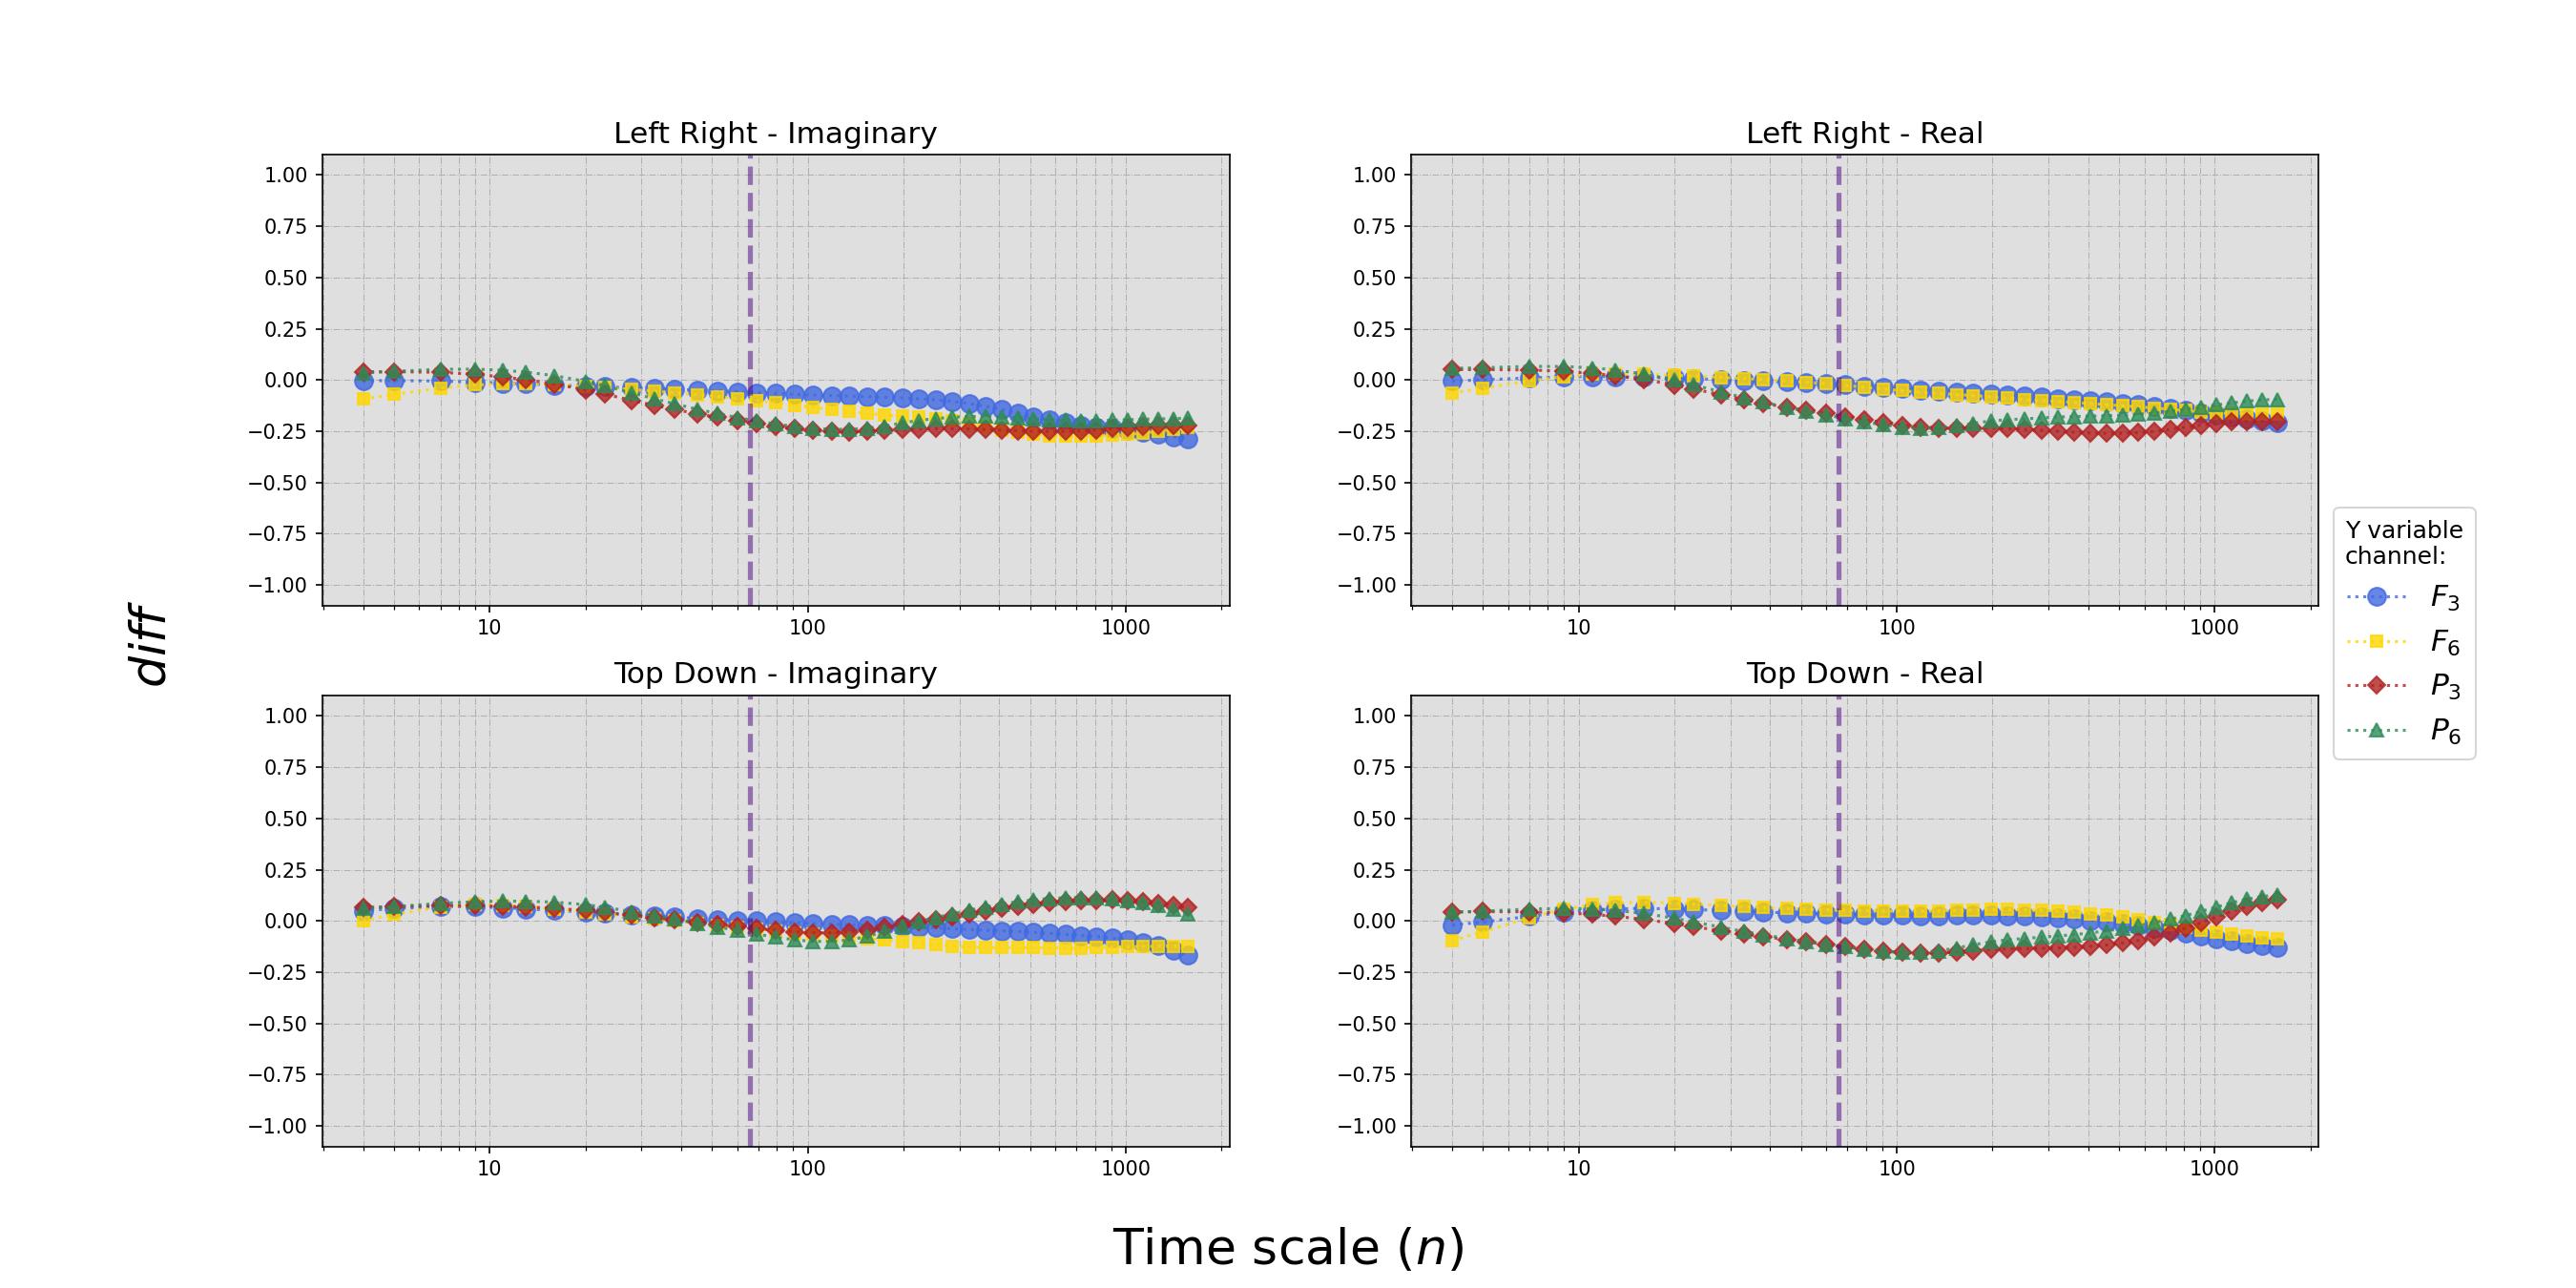 Left Right - Imaginary
1.00
0.75
0.50
0.25
0.00
−0.25
−0.50
−0.75
−1.00
10 100 1000
Left Right - Real
1.00
0.75
0.50
0.25
0.00
−0.25
−0.50
−0.75
−1.00
10 100 1000
Top Down - Imaginary
1.00
0.75
0.50
0.25
0.00
−0.25
−0.50
−0.75
−1.00
10 100 1000
Top Down - Real
1.00
0.75
0.50
0.25
0.00
−0.25
−0.50
−0.75
−1.00
10 100 1000
Y variable
channel:
F3
F6
P3
P6
diff
Time scale (n)